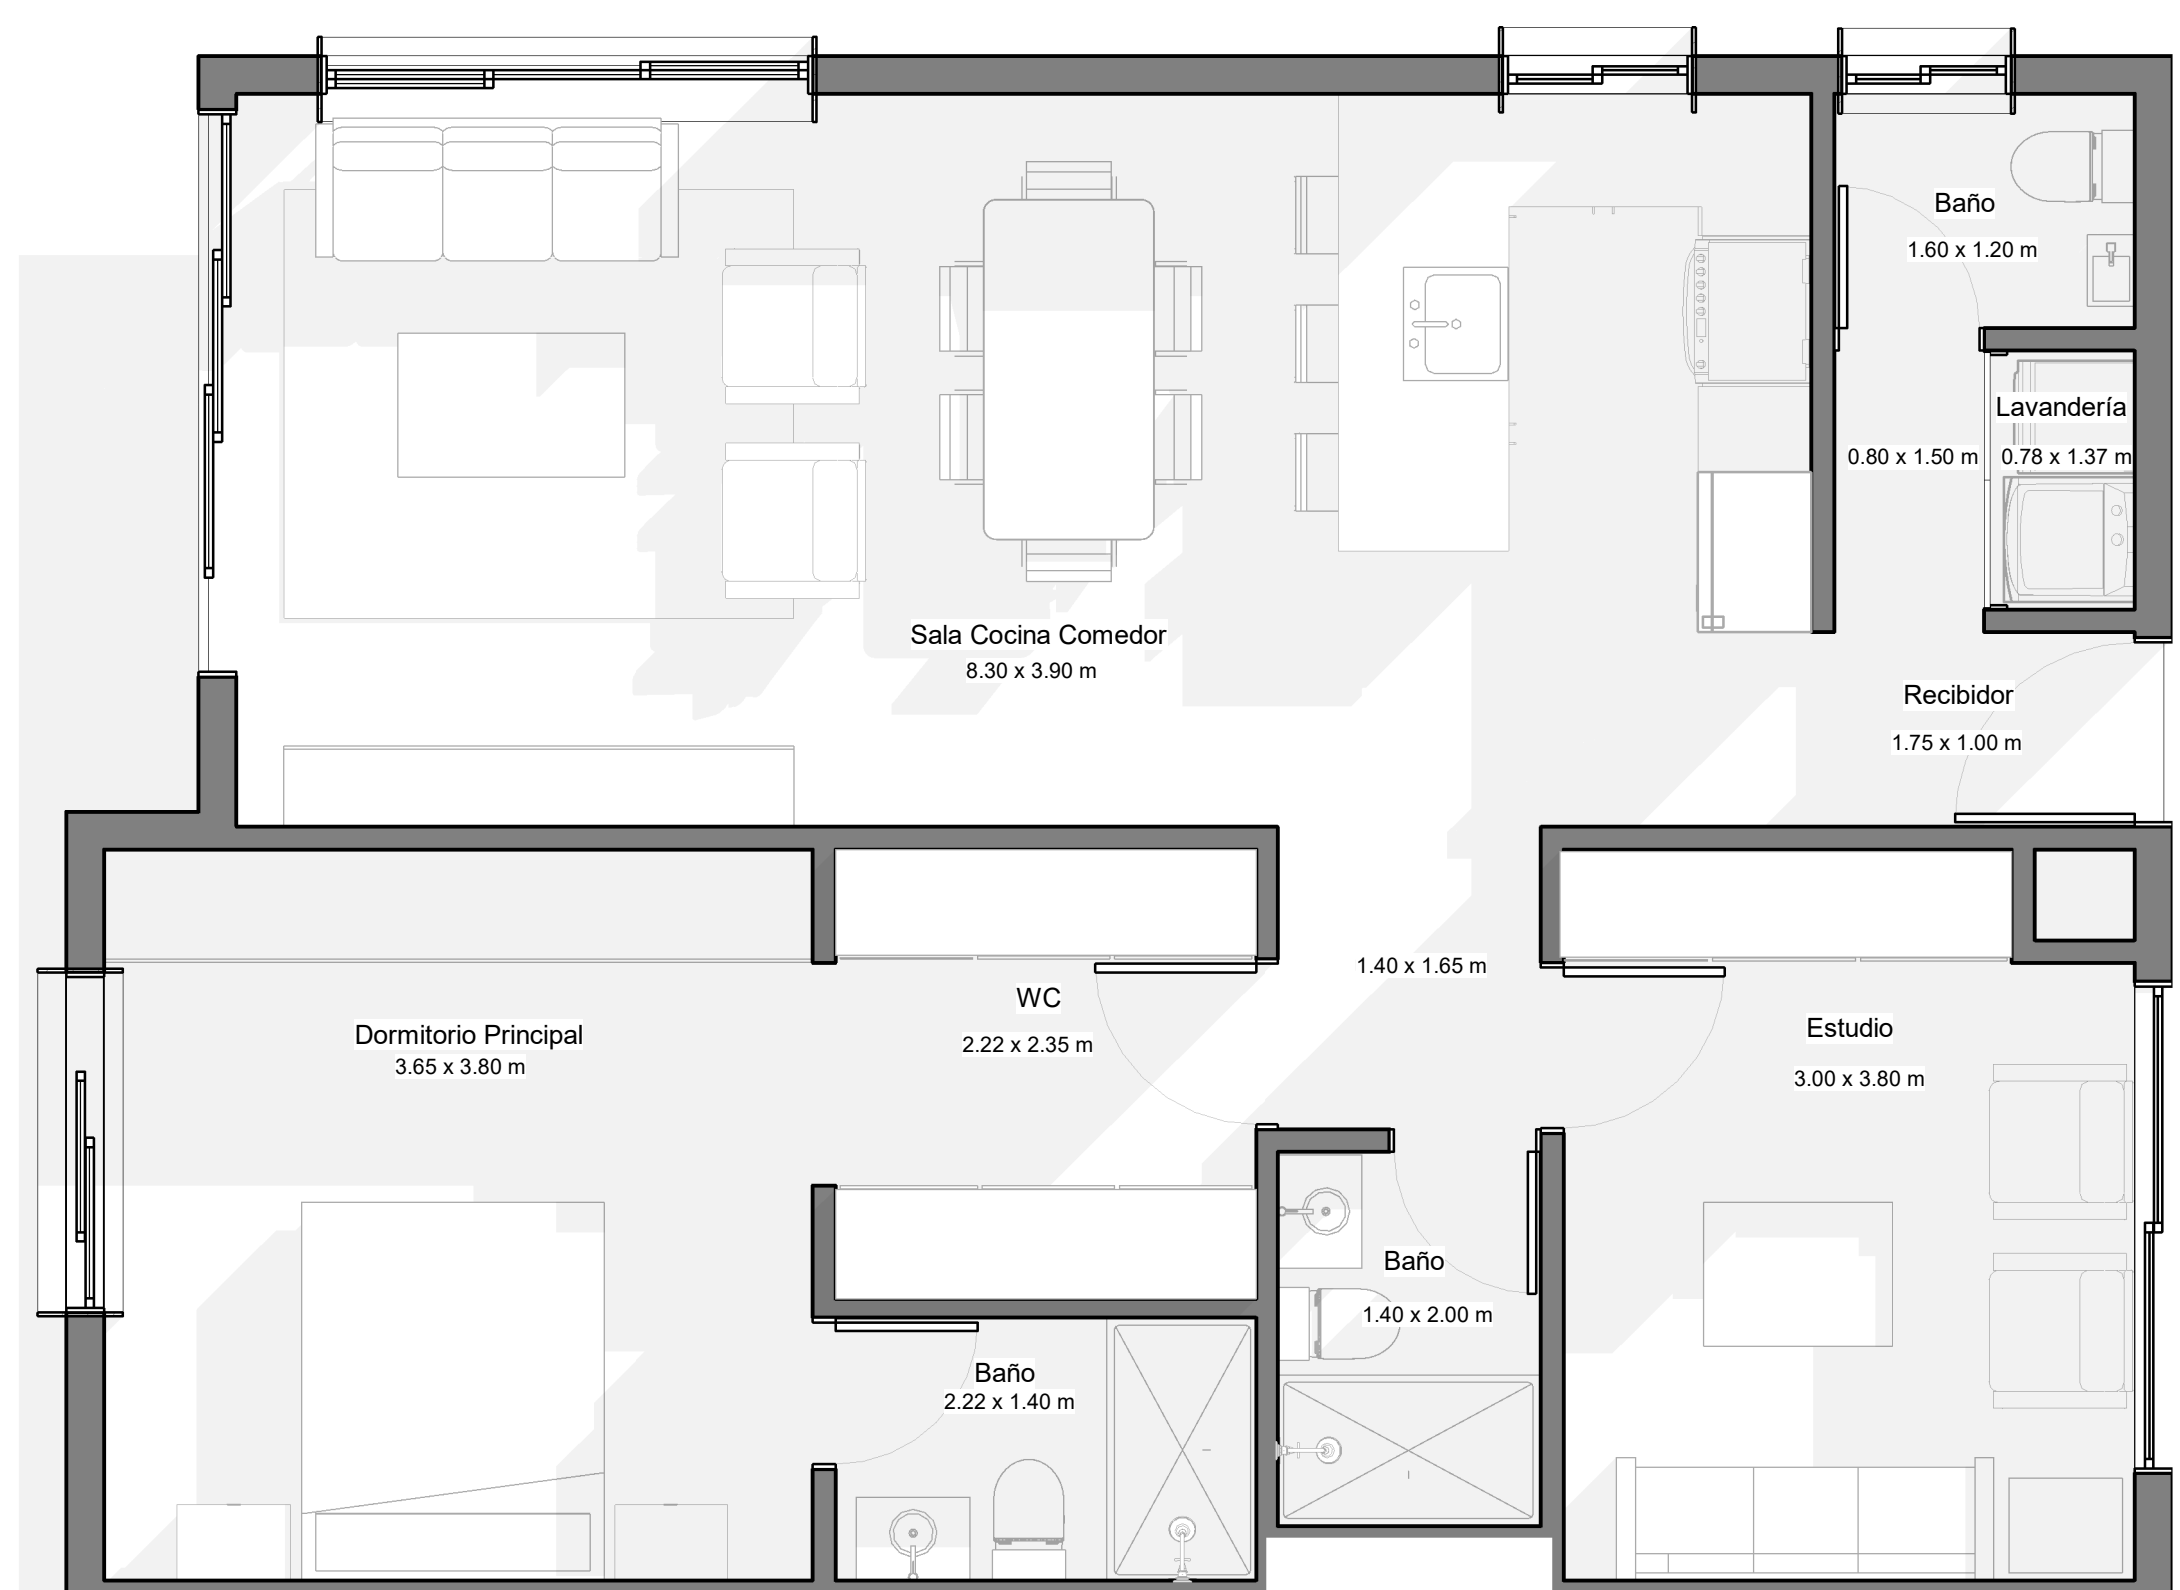 Baño
1.60 x 1.20 m
Lavandería
0.80 x 1.50 m
0.78 x 1.37 m
Sala Cocina Comedor
8.30 x 3.90 m
Recibidor
1.75 x 1.00 m
1.40 x 1.65 m
WC
2.22 x 2.35 m
Dormitorio Principal
3.65 x 3.80 m
Estudio
3.00 x 3.80 m
Baño
1.40 x 2.00 m
Baño
2.22 x 1.40 m